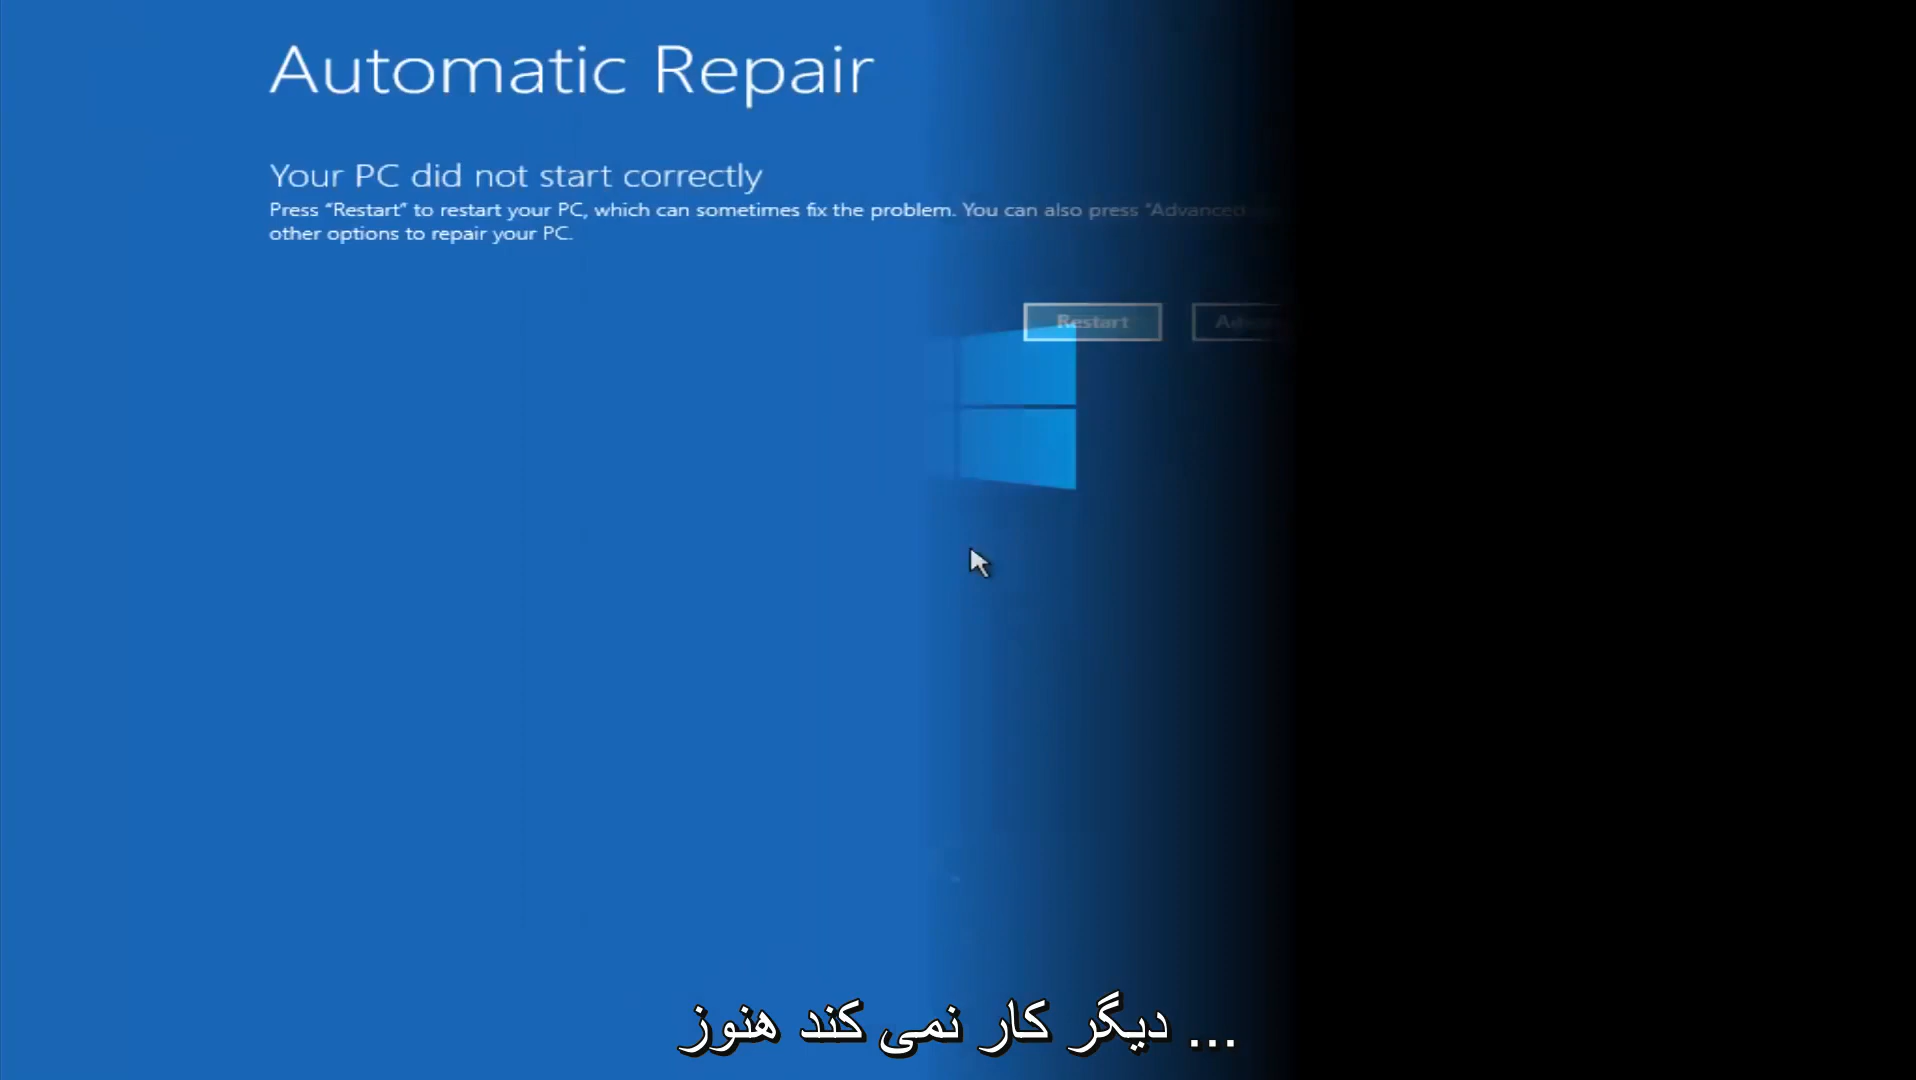 Automatic Repair
Your PC did not start correctly
Press “Restart” to restart your PC, which can sometimes fix the problem. You can also press “Advanced
other options to repair your PC.
Restart
... دیگر کار نمی کند هنوز